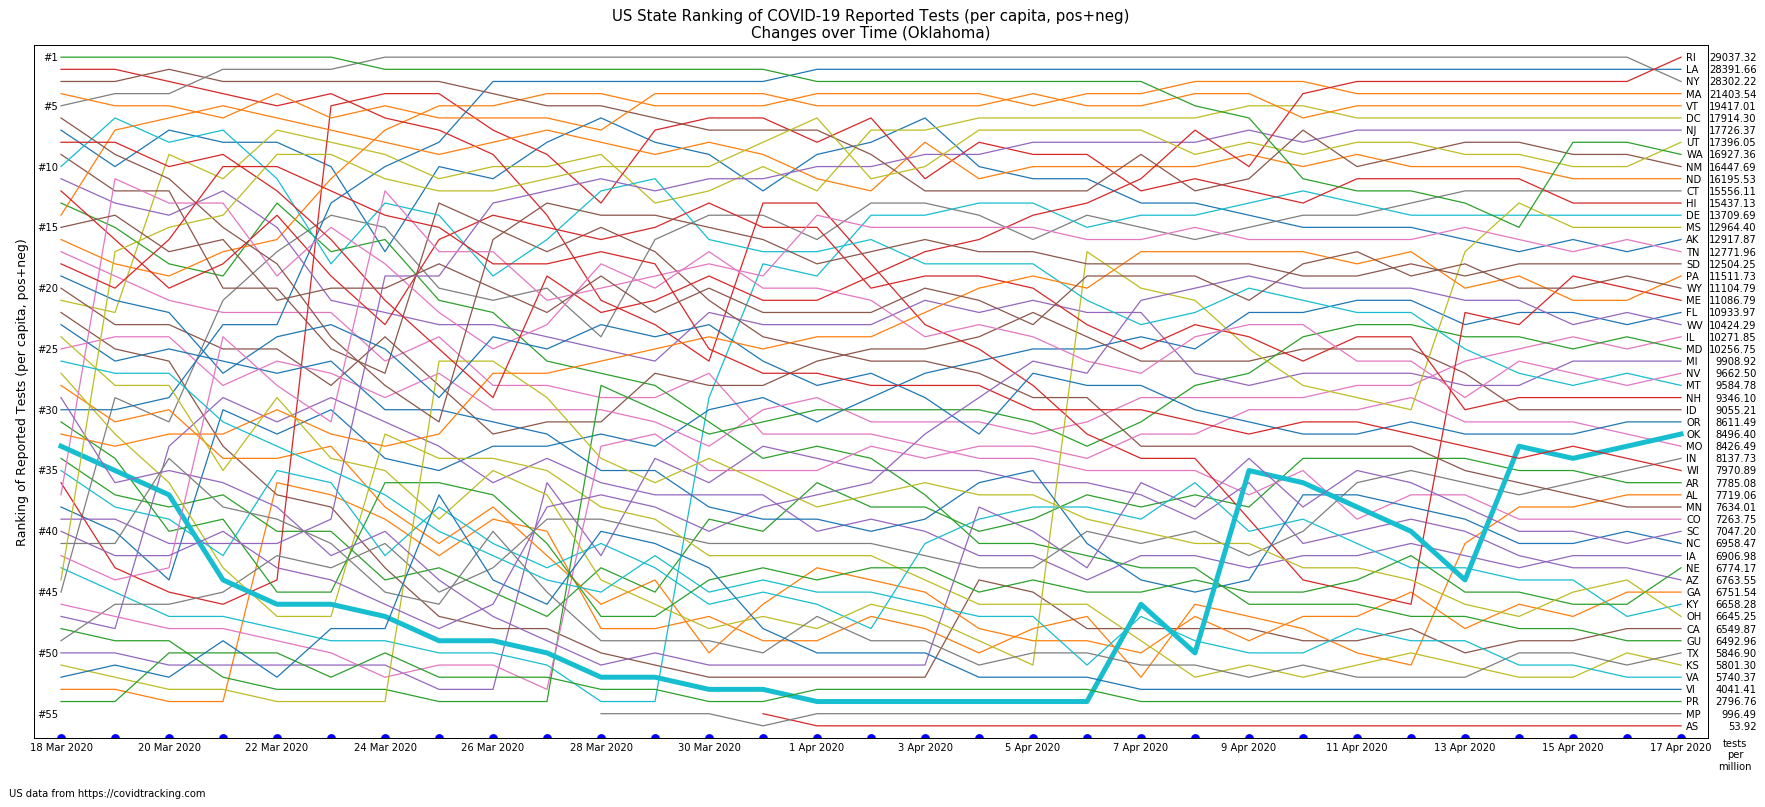 US State Ranking of COVID-19 Reported Tests (per capita, pos+neg)
Changes over Time (Oklahoma)
Ranking of Reported Tests (per capita, pos+neg)
#1
#5
#10
#15
#20
#25
#30
#35
#40
#45
#50
#55
RI 29037.32
LA 28391.66
NY 28302.22
MA 21403.54
VT 19417.01
DC 17914.30
NJ 17726.37
UT 17396.05
WA 16927.36
NM 16447.69
ND 16195.53
CT 15556.11
HI 15437.13
DE 13709.69
MS 12964.40
AK 12917.87
TN 12771.96
SD 12504.25
PA 11511.73
WY 11104.79
ME 11086.79
FL 10933.97
WV 10424.29
IL 10271.85
MD 10256.75
MI 9908.92
NV 9662.50
MT 9584.78
NH 9346.10
ID 9055.21
OR 8611.49
OK 8496.40
MO 8426.49
IN 8137.73
WI 7970.89
AR 7785.08
AL 7719.06
MN 7634.01
CO 7263.75
SC 7047.20
NC 6958.47
IA 6906.98
NE 6774.17
AZ 6763.55
GA 6751.54
KY 6658.28
OH 6645.25
CA 6549.87
GU 6492.96
TX 5846.90
KS 5801.30
VA 5740.37
VI 4041.41
PR 2796.76
MP 996.49
AS 53.92
18 Mar 2020 20 Mar 2020 22 Mar 2020 24 Mar 2020 26 Mar 2020 28 Mar 2020 30 Mar 2020 1 Apr 2020 3 Apr 2020 5 Apr 2020 7 Apr 2020 9 Apr 2020 11 Apr 2020 13 Apr 2020 15 Apr 2020 17 Apr 2020
tests
per
million
US data from https://covidtracking.com